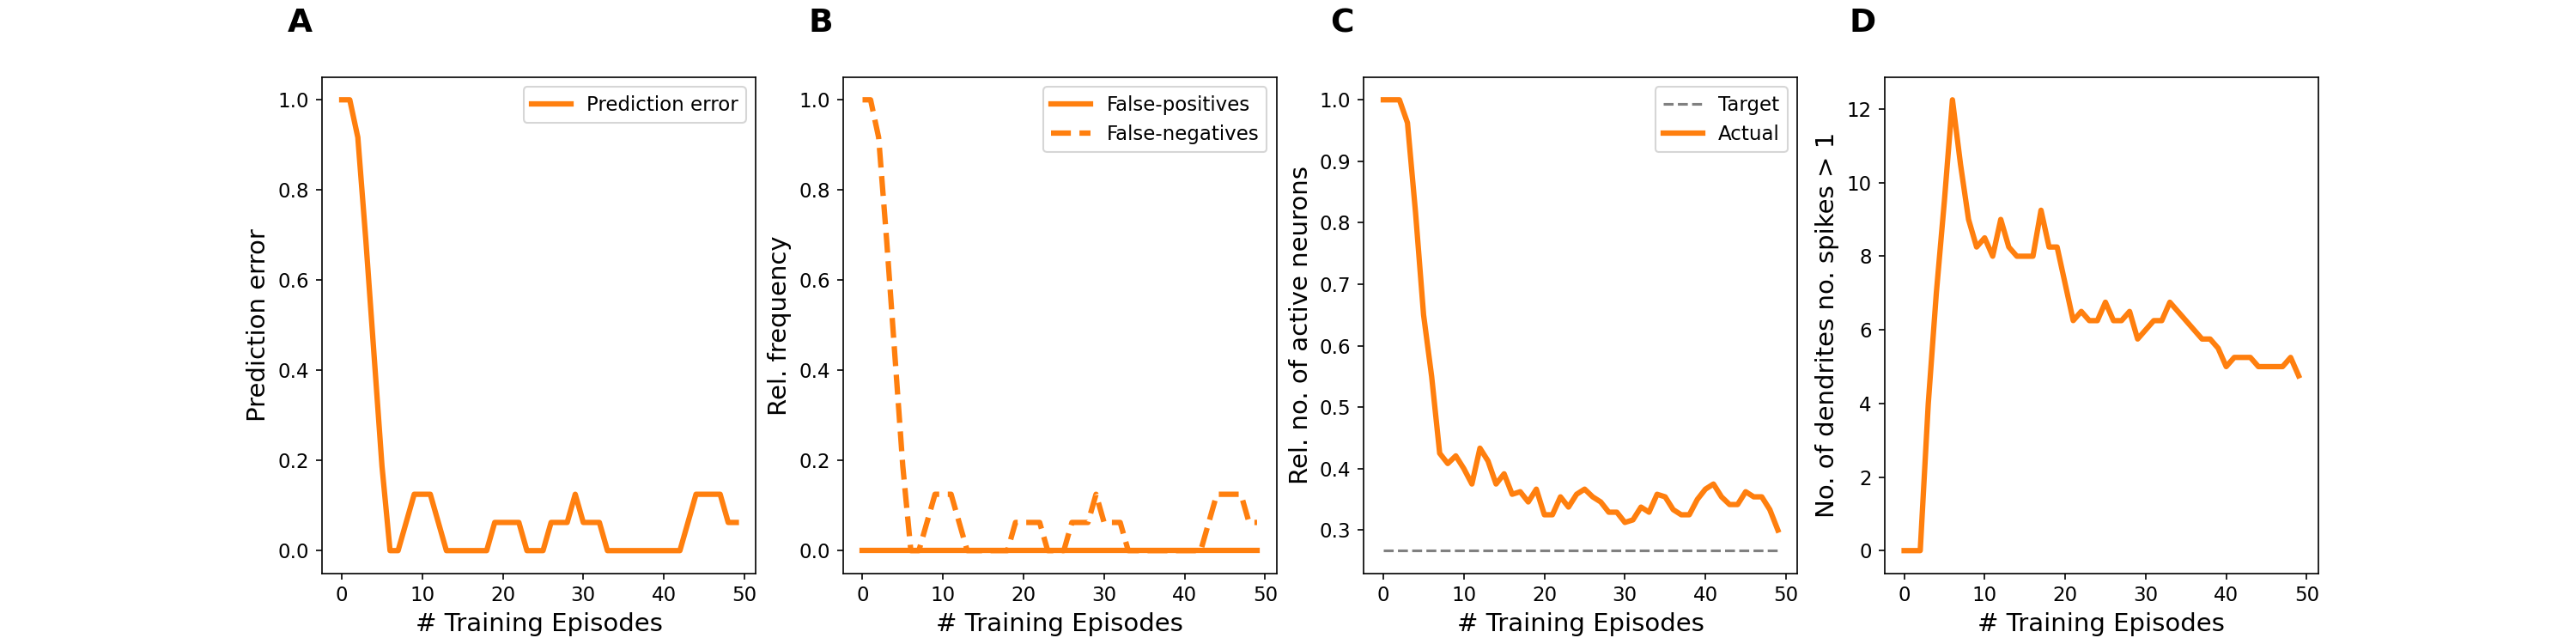 A
Prediction error
1.0
0.8
0.6
0.4
0.2
0.0
Prediction error
0 10 20 30 40 50
# Training Episodes
B
Rel. frequency
1.0
0.8
0.6
0.4
0.2
0.0
False-positives
False-negatives
0 10 20 30 40 50
# Training Episodes
C
Rel. no. of active neurons
1.0
0.9
0.8
0.7
0.6
0.5
0.4
0.3
Target
Actual
0 10 20 30 40 50
# Training Episodes
D
No. of dendrites no. spikes > 1
12
10
8
6
4
2
0
0 10 20 30 40 50
# Training Episodes